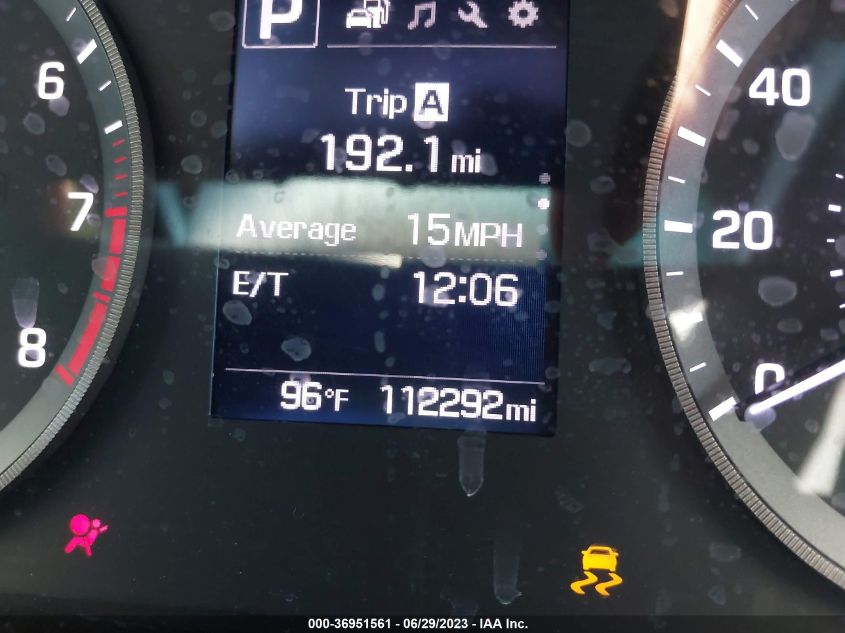 P
Trip A
192.1 mi
Average 15 MPH
E/T 12:06
96°F 112292 mi
6
7
8
40
20
0
000-36951561 - 06/29/2023 - IAA Inc.